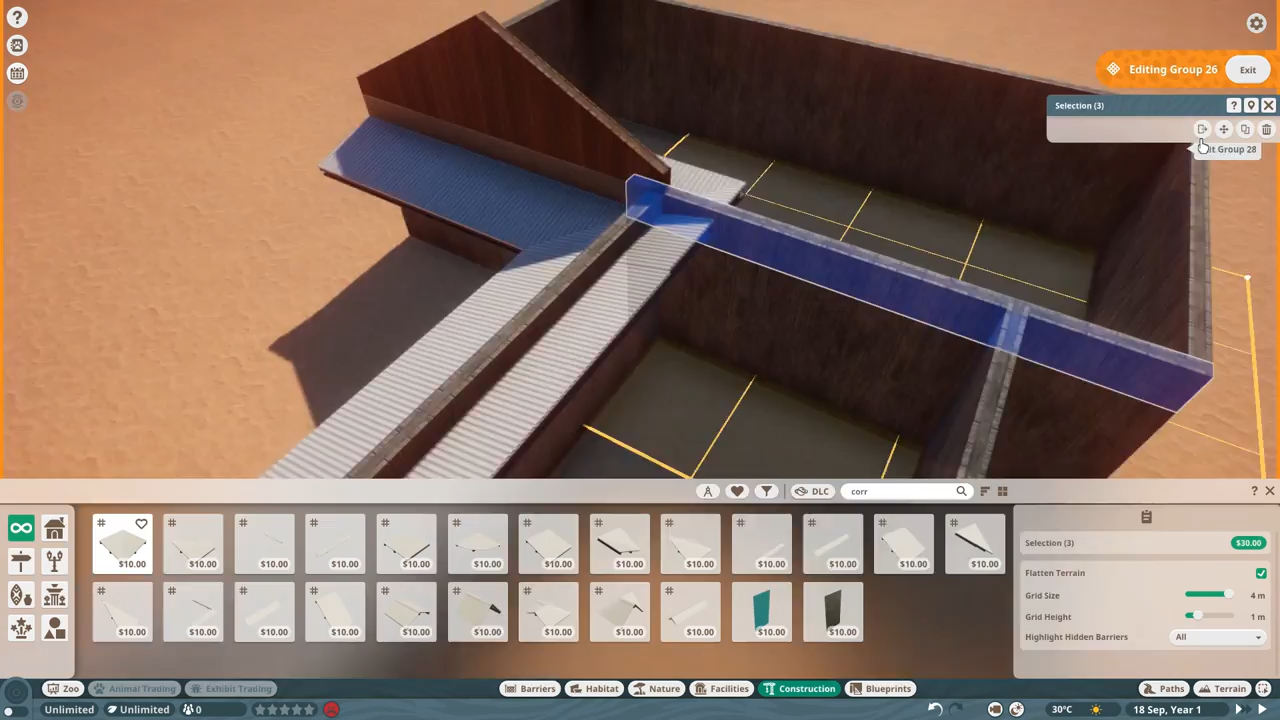 ?
Editing Group 26
Exit
Selection (3)
?
it Group 28
DLC
corr
?
$10.00 $10.00 $10.00 $10.00 $10.00 $10.00 $10.00 $10.00 $10.00 $10.00 $10.00 $10.00 $10.00
$10.00 $10.00 $10.00 $10.00 $10.00 $10.00 $10.00 $10.00 $10.00 $10.00 $10.00
Selection (3) $30.00
Flatten Terrain
Grid Size 4 m
Grid Height 1 m
Highlight Hidden Barriers All
Zoo Animal Trading Exhibit Trading Barriers Habitat Nature Facilities Construction Blueprints Paths Terrain
Unlimited Unlimited 0 30°C 18 Sep, Year 1